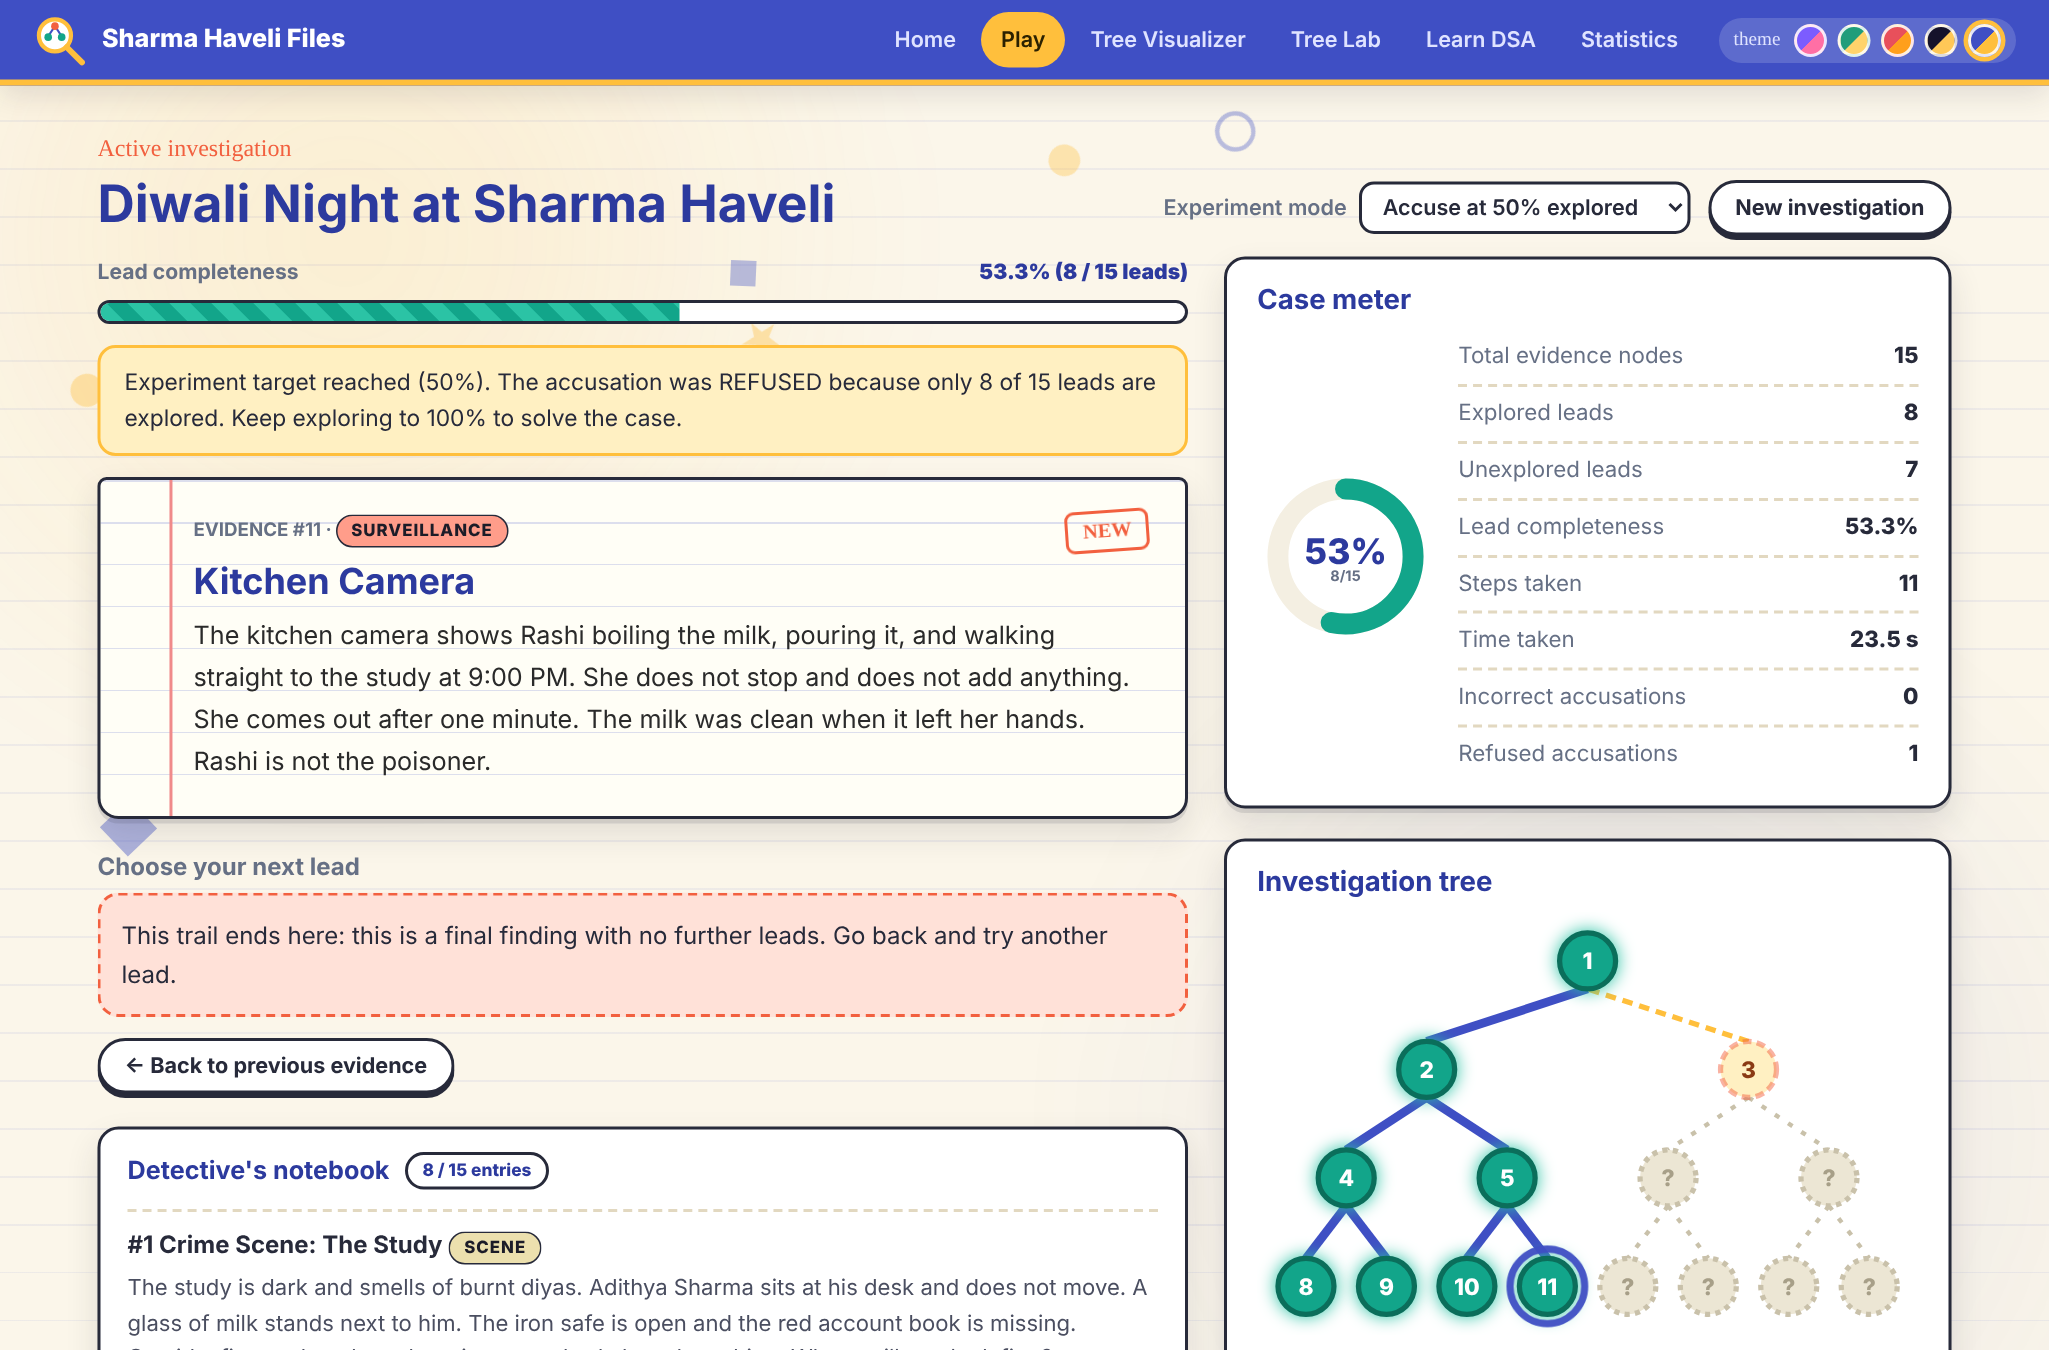 Sharma Haveli Files
Home Play Tree Visualizer Tree Lab Learn DSA Statistics theme
Active investigation
Diwali Night at Sharma Haveli
Experiment mode Accuse at 50% explored New investigation
Lead completeness 53.3% (8 / 15 leads)
Experiment target reached (50%). The accusation was REFUSED because only 8 of 15 leads are
explored. Keep exploring to 100% to solve the case.
EVIDENCE #11 · SURVEILLANCE NEW
Kitchen Camera
The kitchen camera shows Rashi boiling the milk, pouring it, and walking
straight to the study at 9:00 PM. She does not stop and does not add anything.
She comes out after one minute. The milk was clean when it left her hands.
Rashi is not the poisoner.
Choose your next lead
This trail ends here: this is a final finding with no further leads. Go back and try another
lead.
← Back to previous evidence
Detective's notebook 8 / 15 entries
#1 Crime Scene: The Study SCENE
The study is dark and smells of burnt diyas. Adithya Sharma sits at his desk and does not move. A
glass of milk stands next to him. The iron safe is open and the red account book is missing.
Case meter
53%
8/15
Total evidence nodes 15
Explored leads 8
Unexplored leads 7
Lead completeness 53.3%
Steps taken 11
Time taken 23.5 s
Incorrect accusations 0
Refused accusations 1
Investigation tree
1
2 3
4 5 ? ?
8 9 10 11 ? ? ? ?